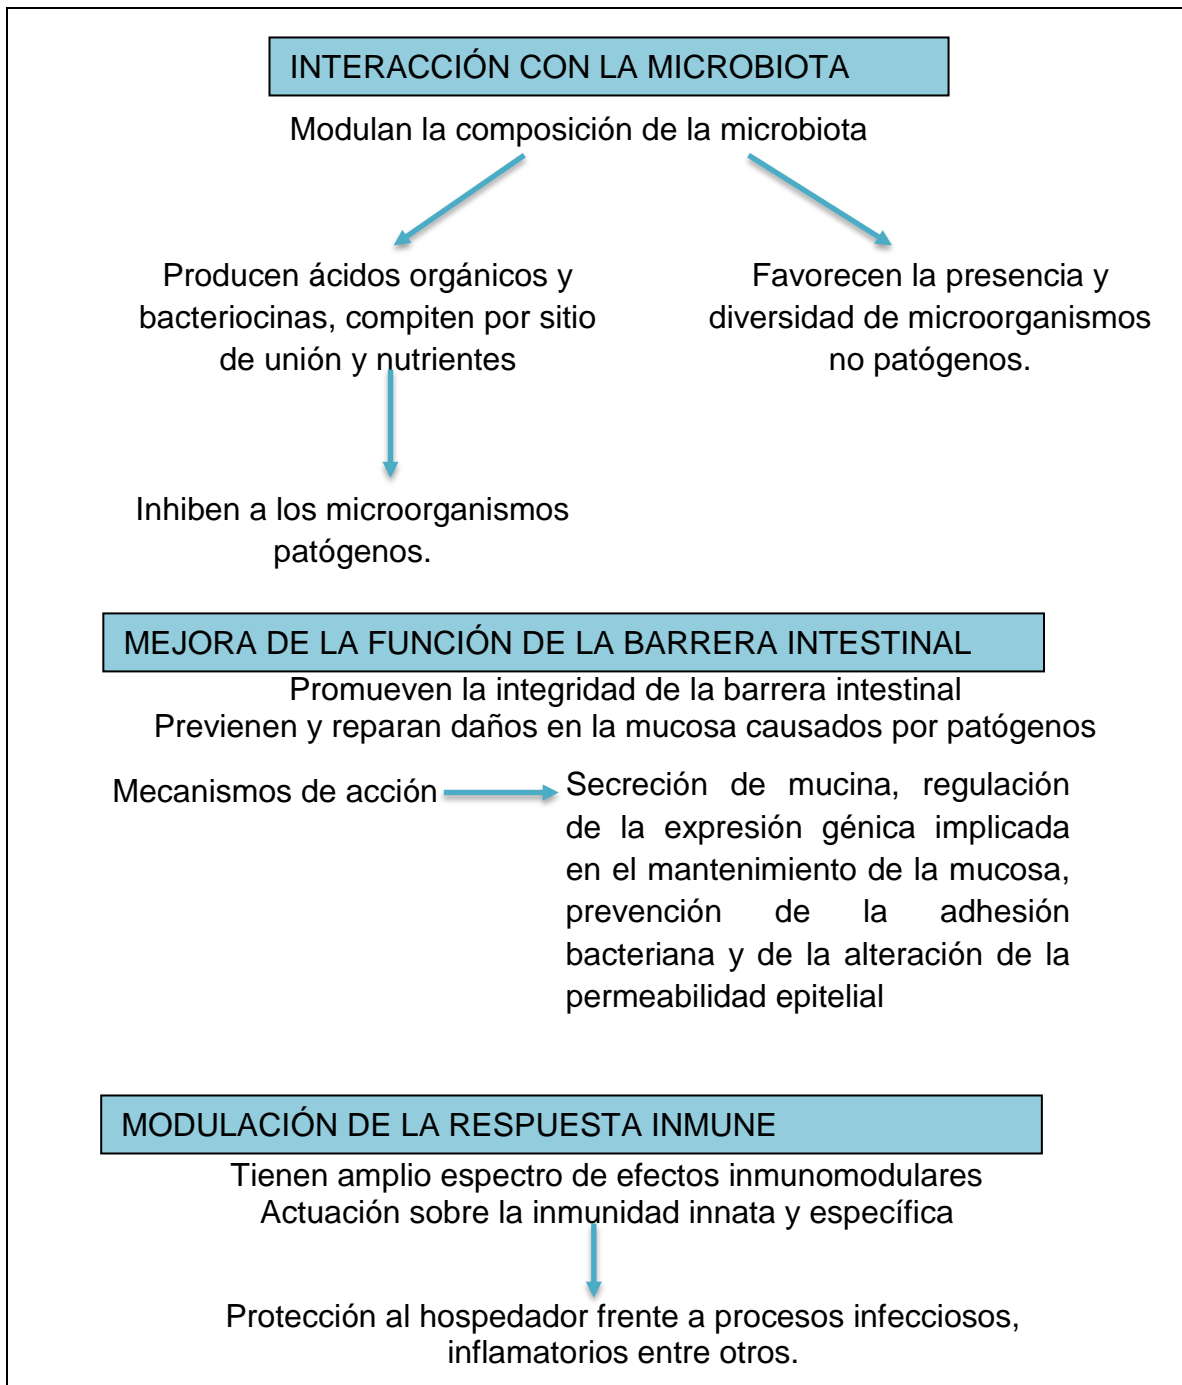 INTERACCIÓN CON LA MICROBIOTA
Modulan la composición de la microbiota
Producen ácidos orgánicos y
bacteriocinas, compiten por sitio
de unión y nutrientes
Favorecen la presencia y
diversidad de microorganismos
no patógenos.
Inhiben a los microorganismos
patógenos.
MEJORA DE LA FUNCIÓN DE LA BARRERA INTESTINAL
Promueven la integridad de la barrera intestinal
Previenen y reparan daños en la mucosa causados por patógenos
Mecanismos de acción
Secreción de mucina, regulación
de la expresión génica implicada
en el mantenimiento de la mucosa,
prevención de la adhesión
bacteriana y de la alteración de la
permeabilidad epitelial
MODULACIÓN DE LA RESPUESTA INMUNE
Tienen amplio espectro de efectos inmunomodulares
Actuación sobre la inmunidad innata y específica
Protección al hospedador frente a procesos infecciosos,
inflamatorios entre otros.